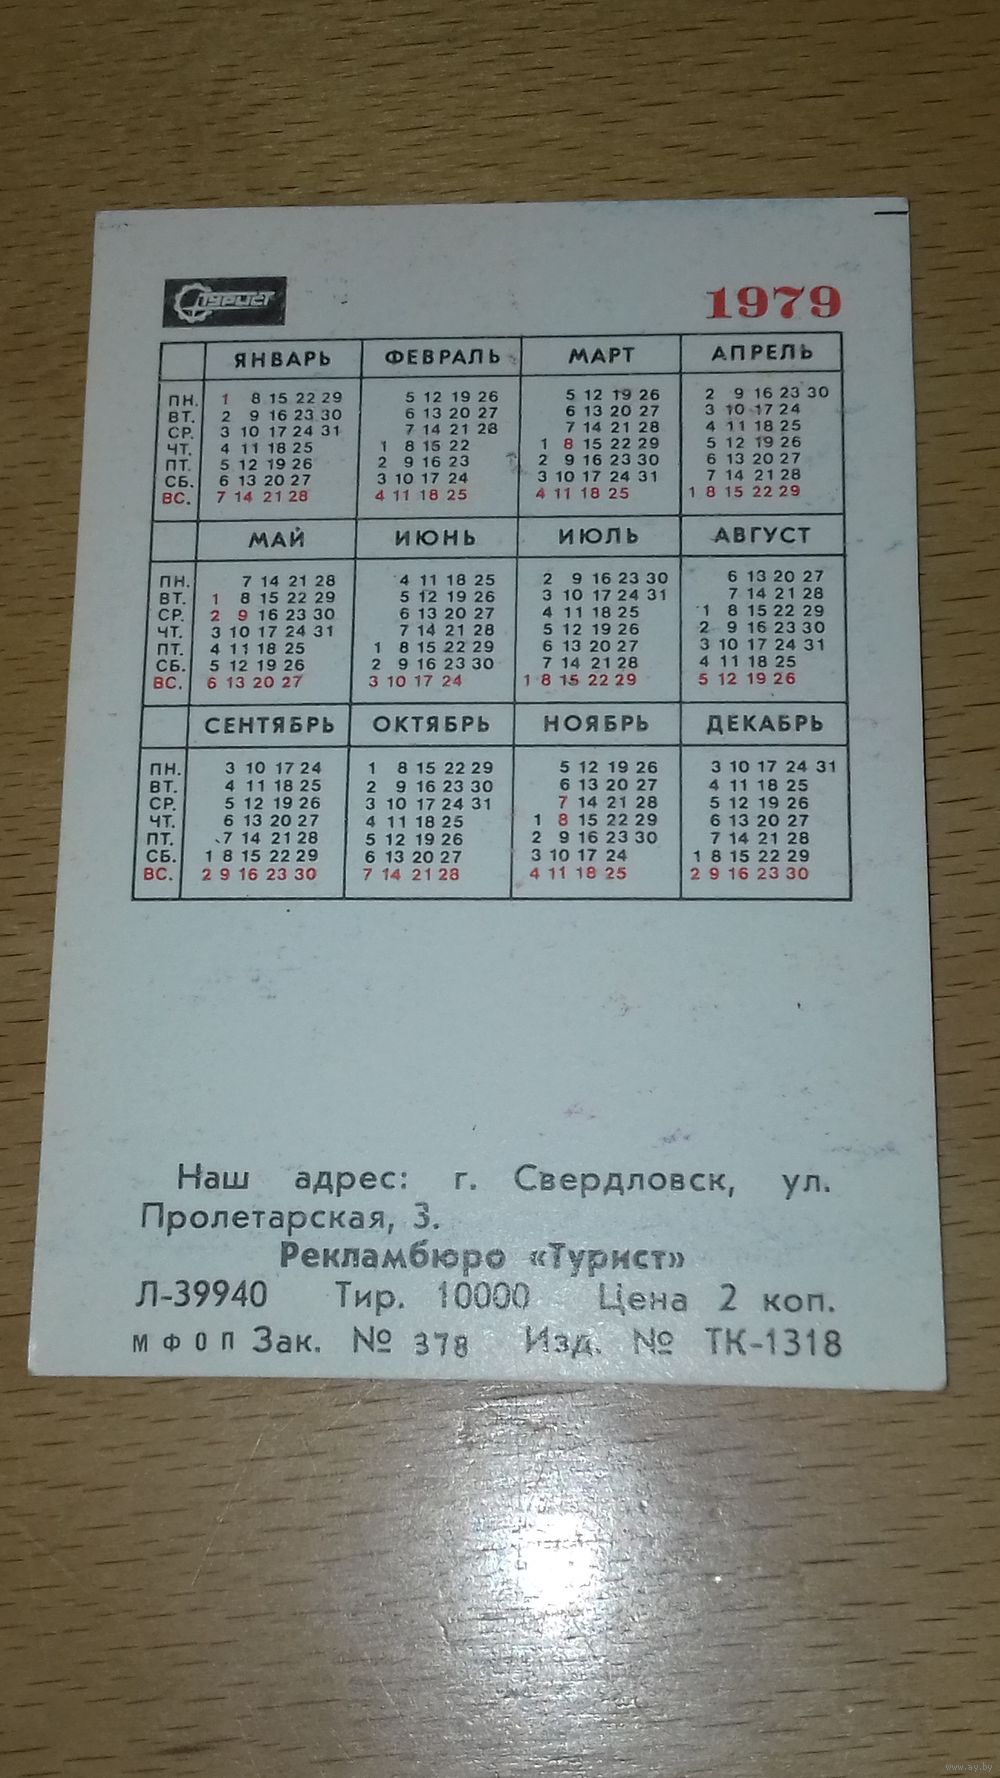 ТУРИСТ 1979
ЯНВАРЬ ФЕВРАЛЬ МАРТ АПРЕЛЬ
ПН. 1 8 15 22 29 5 12 19 26 5 12 19 26 2 9 16 23 30
ВТ. 2 9 16 23 30 6 13 20 27 6 13 20 27 3 10 17 24
СР. 3 10 17 24 31 7 14 21 28 7 14 21 28 4 11 18 25
ЧТ. 4 11 18 25 1 8 15 22 1 8 15 22 29 5 12 19 26
ПТ. 5 12 19 26 2 9 16 23 2 9 16 23 30 6 13 20 27
СБ. 6 13 20 27 3 10 17 24 3 10 17 24 31 7 14 21 28
ВС. 7 14 21 28 4 11 18 25 4 11 18 25 1 8 15 22 29
МАЙ ИЮНЬ ИЮЛЬ АВГУСТ
ПН. 7 14 21 28 4 11 18 25 2 9 16 23 30 6 13 20 27
ВТ. 1 8 15 22 29 5 12 19 26 3 10 17 24 31 7 14 21 28
СР. 2 9 16 23 30 6 13 20 27 4 11 18 25 1 8 15 22 29
ЧТ. 3 10 17 24 31 7 14 21 28 5 12 19 26 2 9 16 23 30
ПТ. 4 11 18 25 1 8 15 22 29 6 13 20 27 3 10 17 24 31
СБ. 5 12 19 26 2 9 16 23 30 7 14 21 28 4 11 18 25
ВС. 6 13 20 27 3 10 17 24 1 8 15 22 29 5 12 19 26
СЕНТЯБРЬ ОКТЯБРЬ НОЯБРЬ ДЕКАБРЬ
ПН. 3 10 17 24 1 8 15 22 29 5 12 19 26 3 10 17 24 31
ВТ. 4 11 18 25 2 9 16 23 30 6 13 20 27 4 11 18 25
СР. 5 12 19 26 3 10 17 24 31 7 14 21 28 5 12 19 26
ЧТ. 6 13 20 27 4 11 18 25 1 8 15 22 29 6 13 20 27
ПТ. 7 14 21 28 5 12 19 26 2 9 16 23 30 7 14 21 28
СБ. 1 8 15 22 29 6 13 20 27 3 10 17 24 1 8 15 22 29
ВС. 2 9 16 23 30 7 14 21 28 4 11 18 25 2 9 16 23 30
Наш адрес: г. Свердловск, ул.
Пролетарская, 3.
Рекламбюро «Турист»
Л-39940 Тир. 10000 Цена 2 коп.
МФОП Зак. № 378 Изд. № ТК-1318
www.ay.by